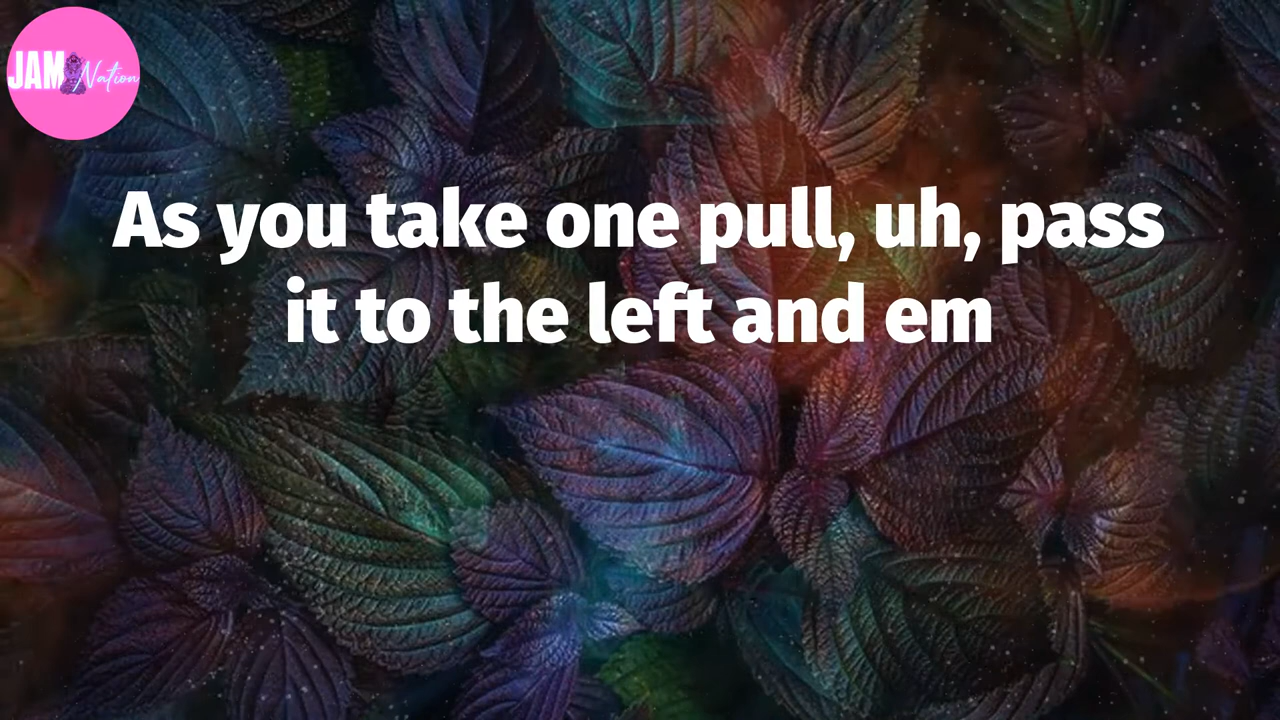 JAM Nation
As you take one pull, uh, pass
it to the left and em